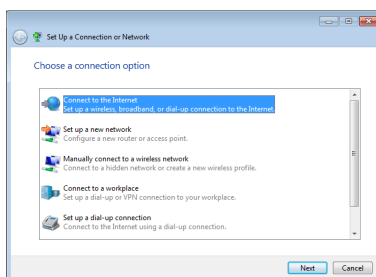 Set Up a Connection or Network
Choose a connection option
Connect to the Internet
Set up a wireless, broadband, or dial-up connection to the Internet.
Set up a new network
Configure a new router or access point.
Manually connect to a wireless network
Connect to a hidden network or create a new wireless profile.
Connect to a workplace
Set up a dial-up or VPN connection to your workplace.
Set up a dial-up connection
Connect to the Internet using a dial-up connection.
Next Cancel